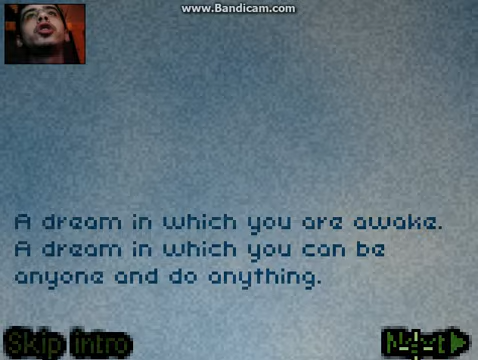 www.Bandicam.com
A dream in which you are awake.
A dream in which you can be
anyone and do anything.
Skip intro
Next